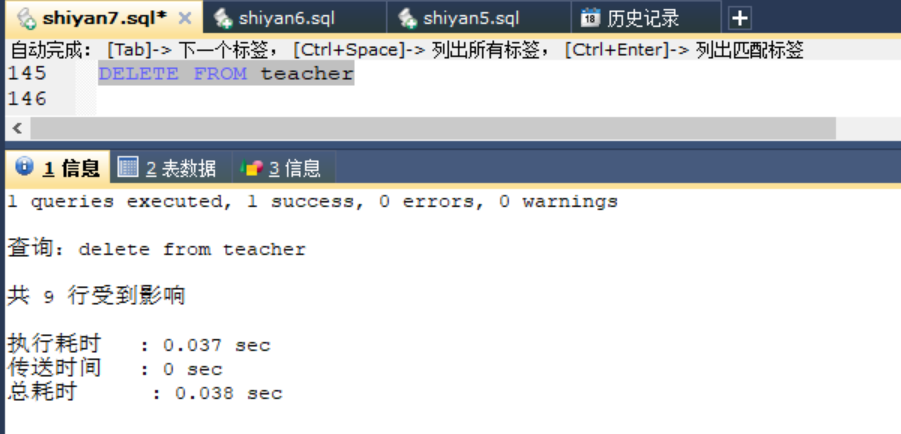 shiyan7.sql* × shiyan6.sql shiyan5.sql 18 历史记录 +
自动完成: [Tab]-> 下一个标签, [Ctrl+Space]-> 列出所有标签, [Ctrl+Enter]-> 列出匹配标签
145 DELETE FROM teacher
146
1 信息 2 表数据 3 信息
1 queries executed, 1 success, 0 errors, 0 warnings
查询: delete from teacher
共 9 行受到影响
执行耗时 : 0.037 sec
传送时间 : 0 sec
总耗时 : 0.038 sec